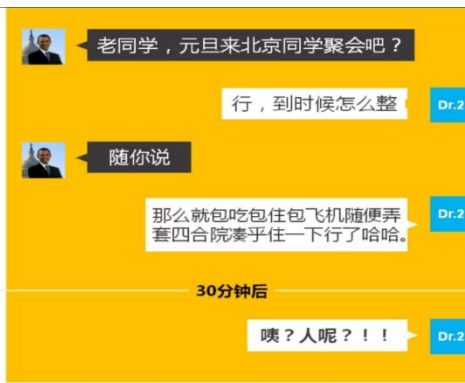 老同学，元旦来北京同学聚会吧？
行，到时候怎么整
Dr.2
随你说
那么就包吃包住包飞机随便弄
套四合院凑乎住一下行了哈哈。
Dr.2
30分钟后
咦？人呢？！！
Dr.2